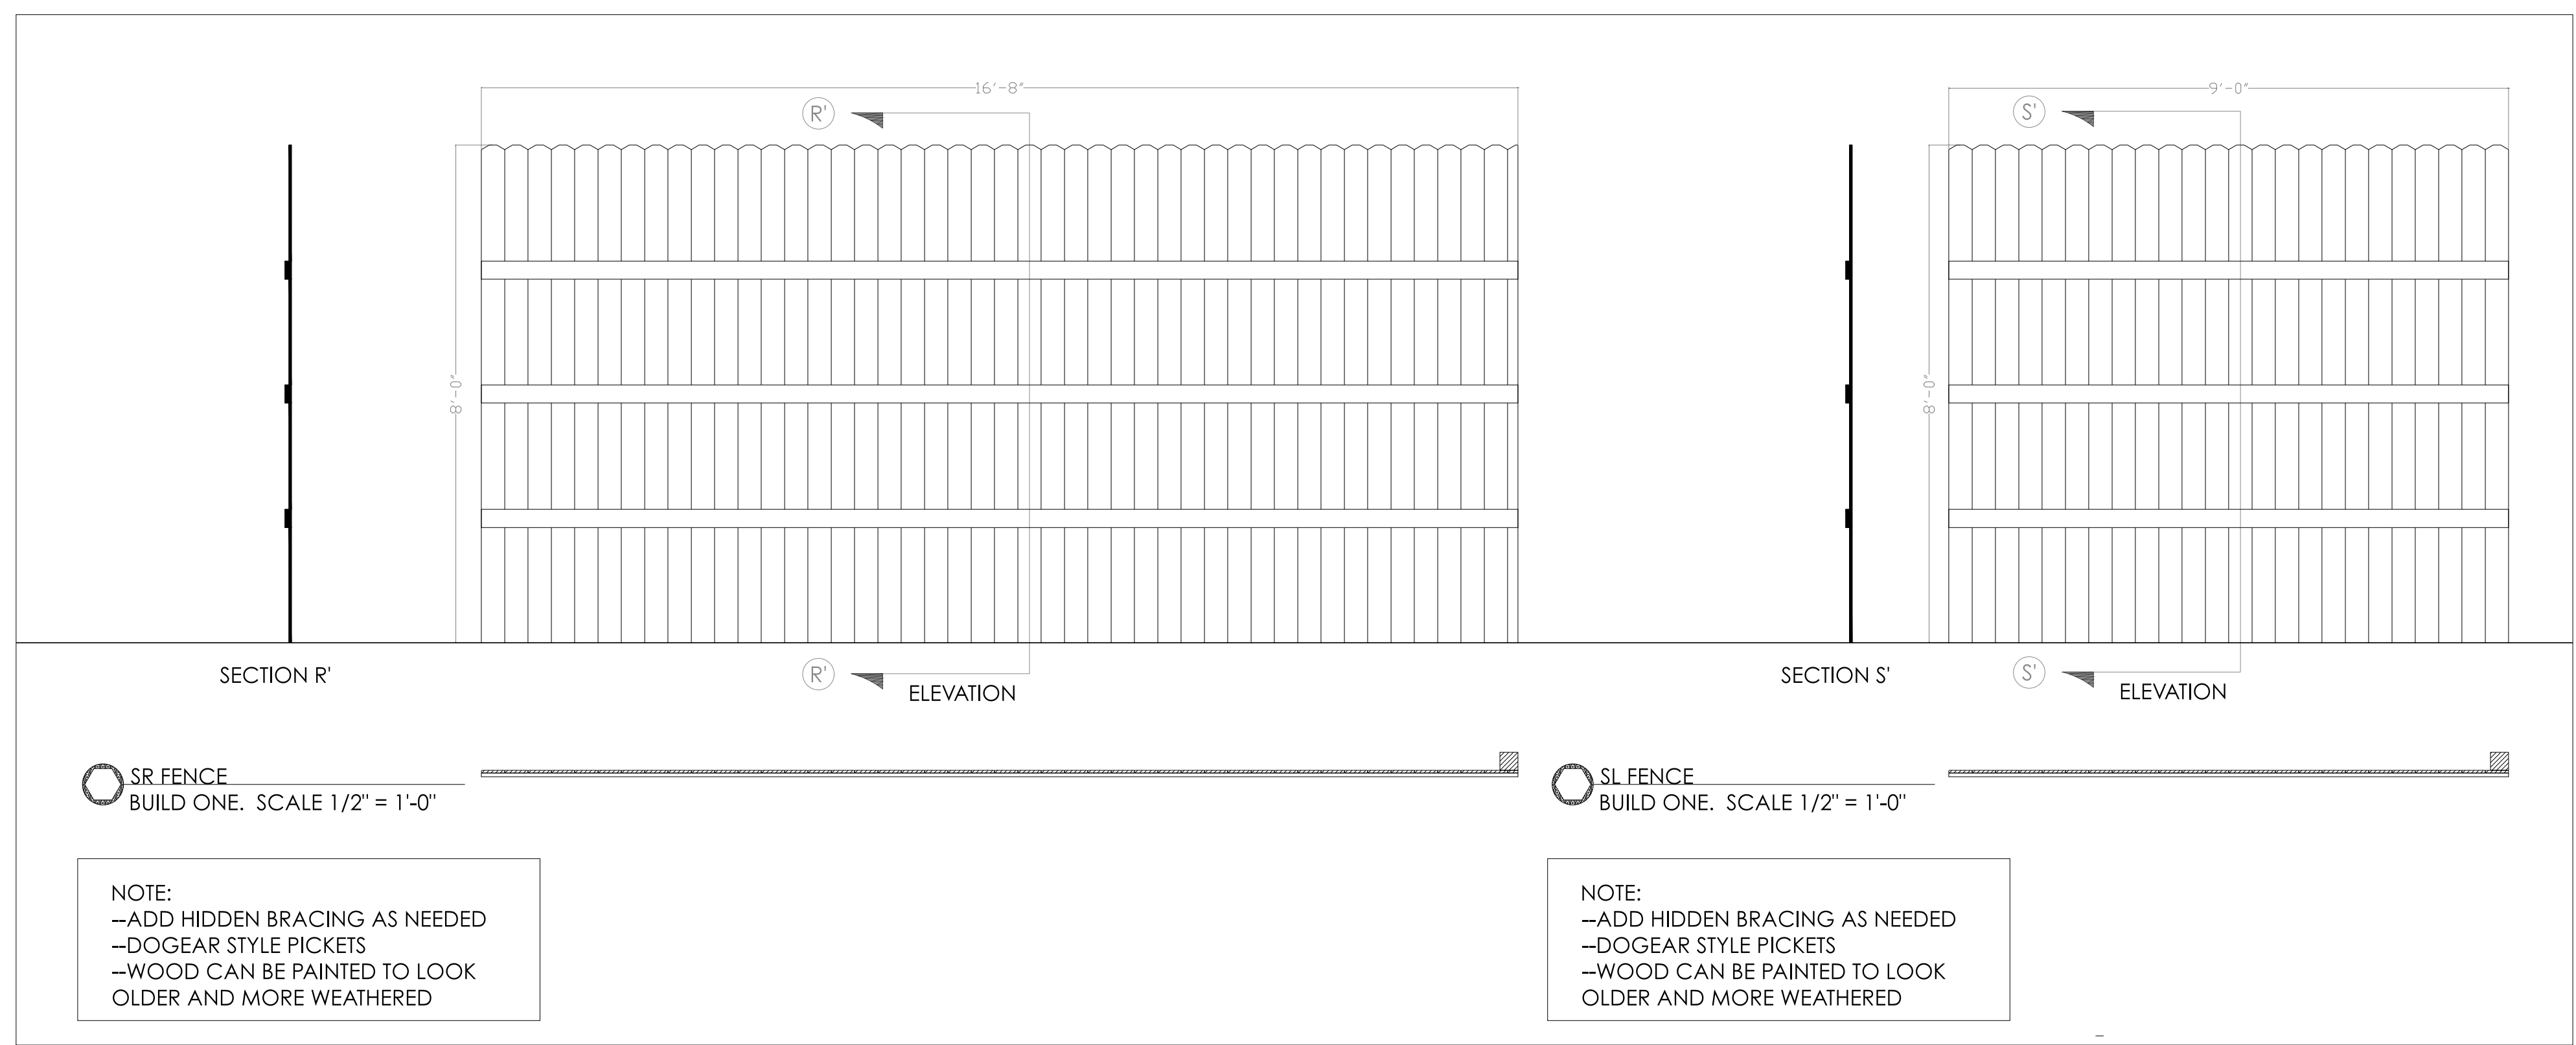 16'-8"
9'-0"
R'
S'
8'-0"
8'-0"
SECTION R'
R'
ELEVATION
SECTION S'
S'
ELEVATION
SR FENCE
BUILD ONE. SCALE 1/2" = 1'-0"
SL FENCE
BUILD ONE. SCALE 1/2" = 1'-0"
NOTE:
--ADD HIDDEN BRACING AS NEEDED
--DOGEAR STYLE PICKETS
--WOOD CAN BE PAINTED TO LOOK
OLDER AND MORE WEATHERED
NOTE:
--ADD HIDDEN BRACING AS NEEDED
--DOGEAR STYLE PICKETS
--WOOD CAN BE PAINTED TO LOOK
OLDER AND MORE WEATHERED